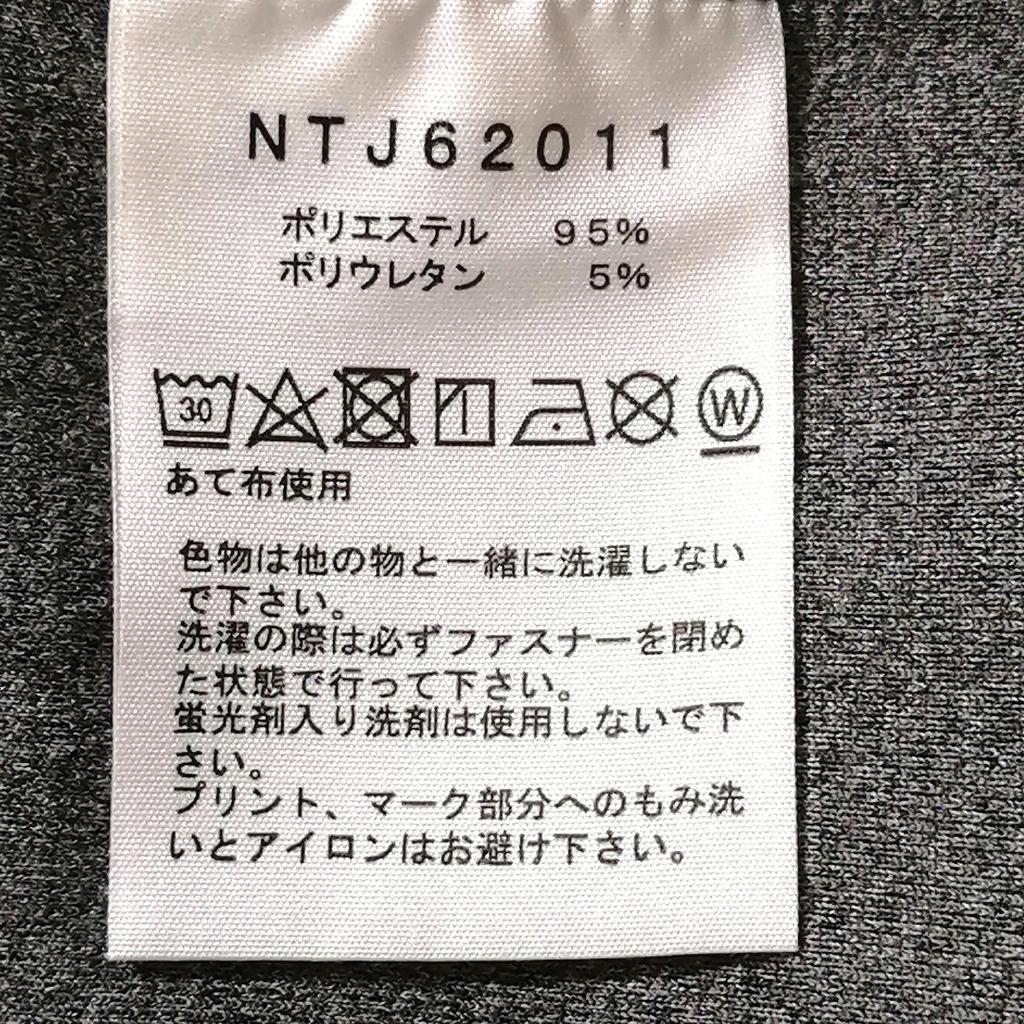 NTJ62011
ポリエステル 95%
ポリウレタン 5%
30 W
あて布使用
色物は他の物と一緒に洗濯しない
で下さい。
洗濯の際は必ずファスナーを閉め
た状態で行って下さい。
蛍光剤入り洗剤は使用しないで下
さい。
プリント、マーク部分へのもみ洗
いとアイロンはお避け下さい。